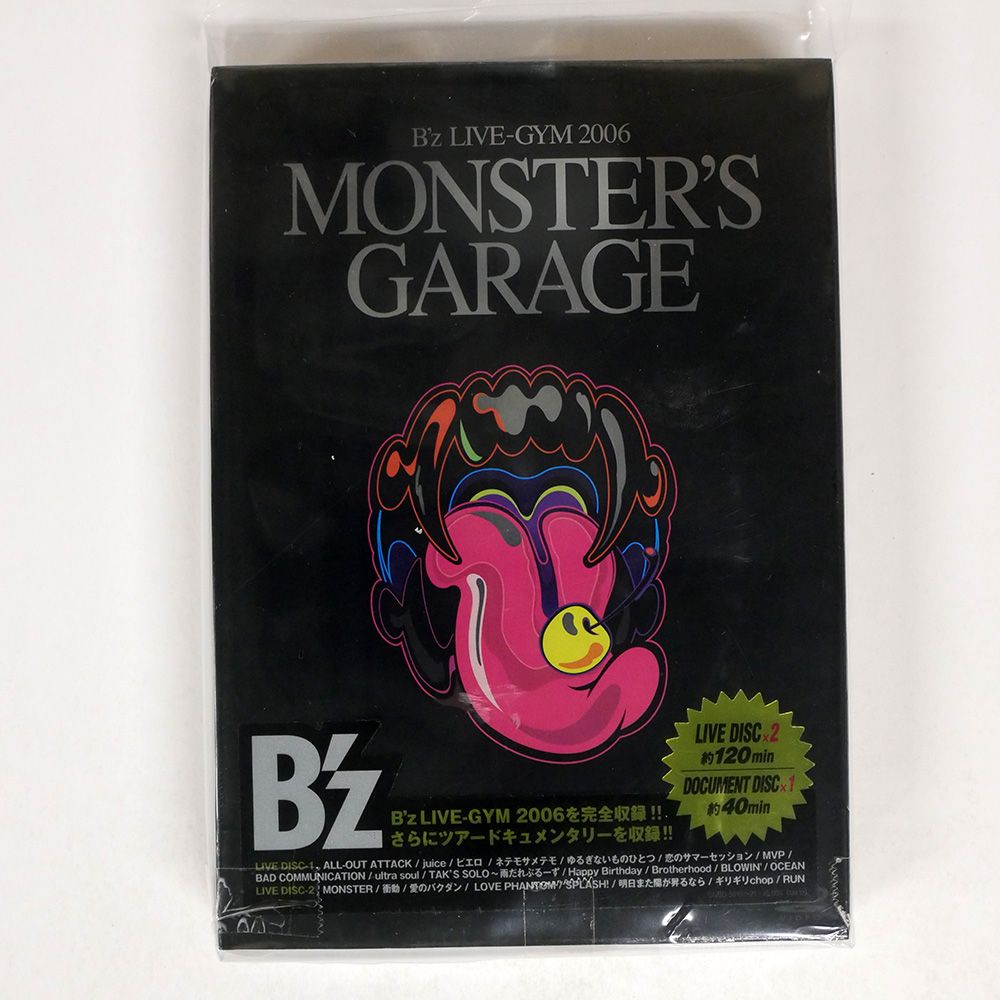 B'z LIVE-GYM 2006
MONSTER'S
GARAGE
LIVE DISC×2
約120min
DOCUMENT DISC×1
約40min
B'z
B'z LIVE-GYM 2006を完全収録!!
さらにツアードキュメンタリーを収録!!
LIVE DISC-1 ALL-OUT ATTACK / juice / ピエロ / ネテモサメテモ / ゆるぎないものひとつ / 恋のサマーセッション / MVP /
BAD COMMUNICATION / ultra soul / TAK'S SOLO～雨だれぶるーず / Happy Birthday / Brotherhood / BLOWIN' / OCEAN
LIVE DISC-2 MONSTER / 衝動 / 愛のバクダン / LOVE PHANTOM / SPLASH! / 明日また陽が昇るなら / ギリギリchop / RUN